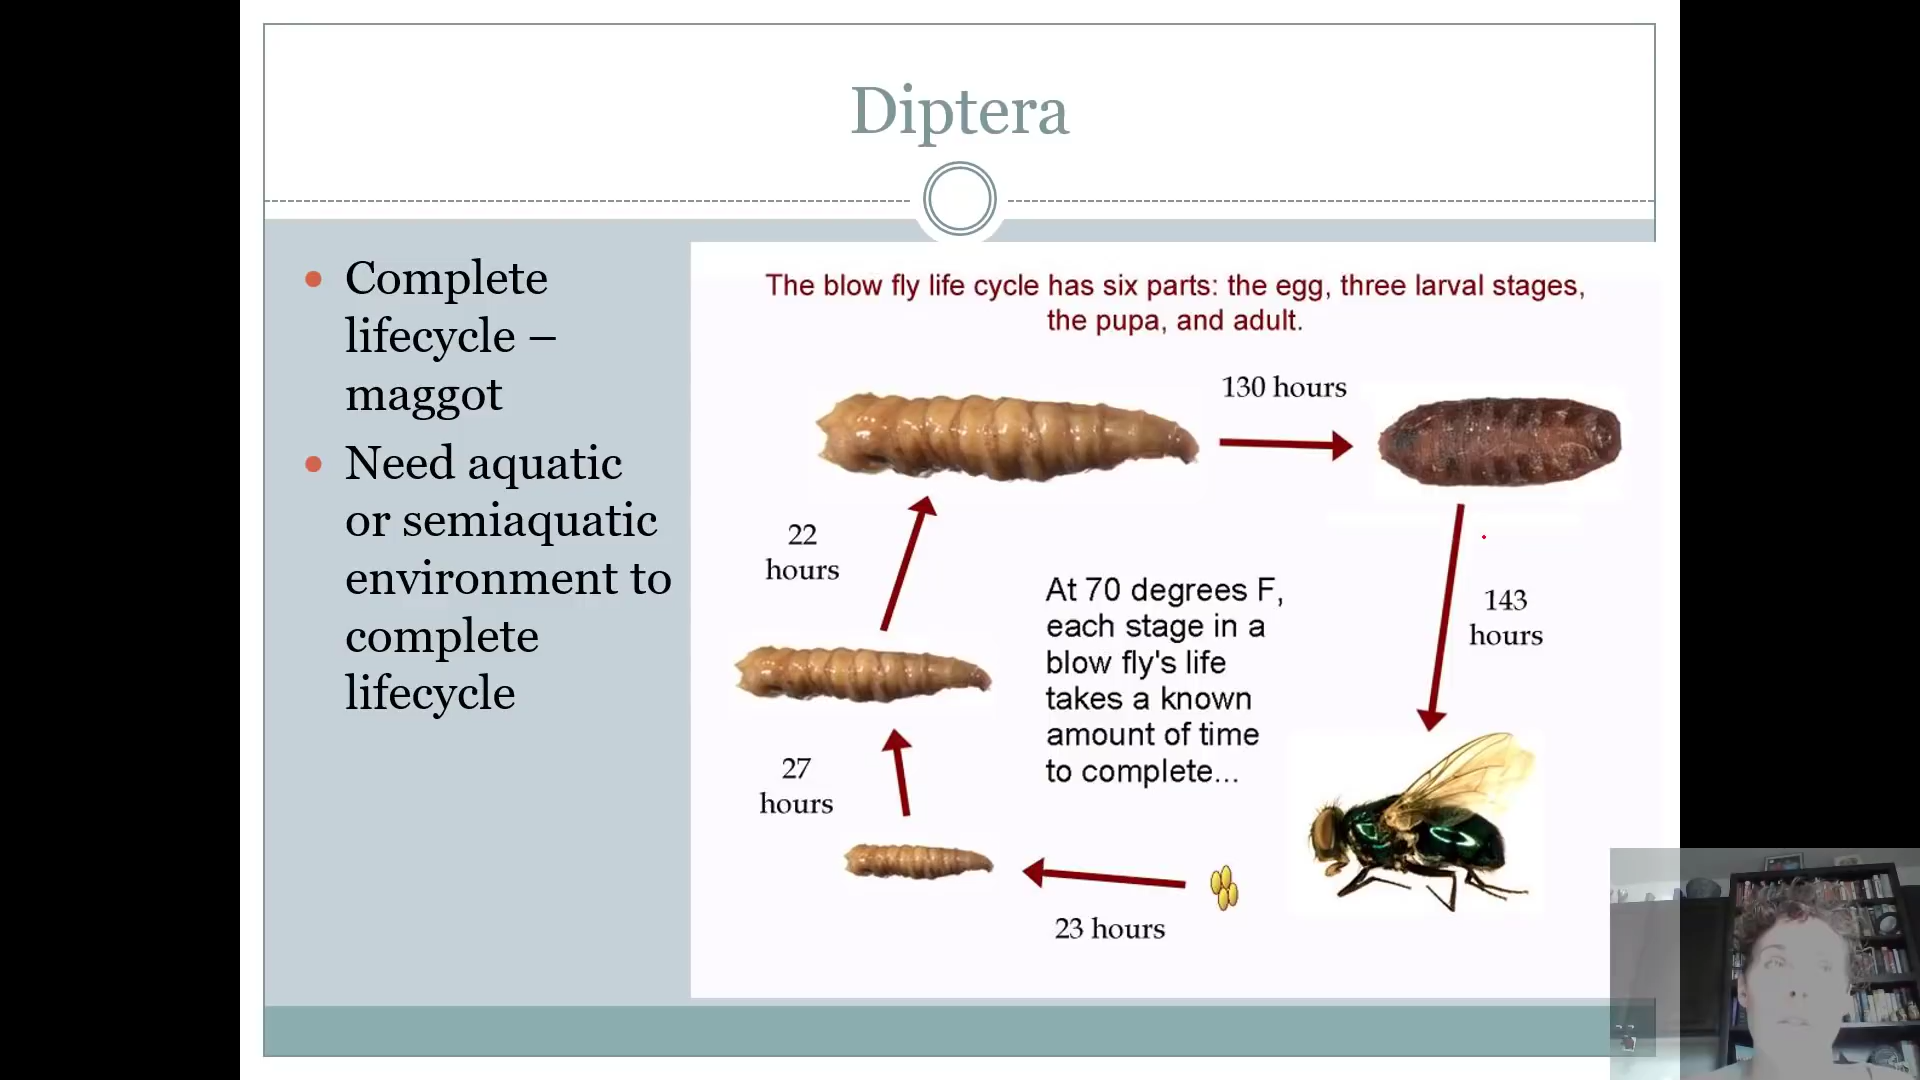 Diptera
Complete
lifecycle –
maggot
Need aquatic
or semiaquatic
environment to
complete
lifecycle
The blow fly life cycle has six parts: the egg, three larval stages,
the pupa, and adult.
130 hours
22
hours
At 70 degrees F,
each stage in a
blow fly's life
takes a known
amount of time
to complete...
143
hours
27
hours
23 hours